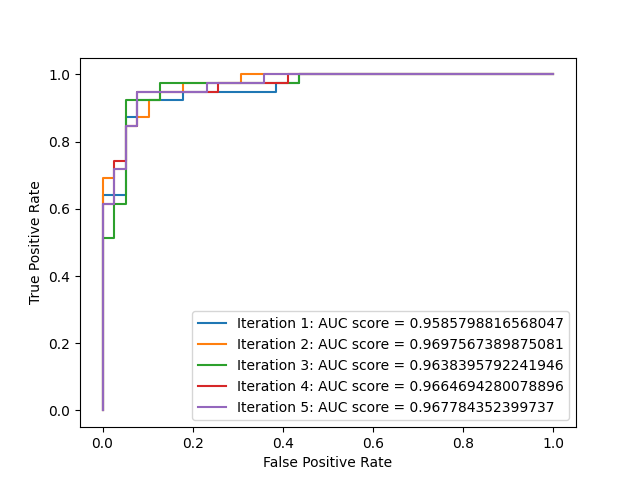 1.0
0.8
0.6
0.4
0.2
0.0
True Positive Rate
Iteration 1: AUC score = 0.9585798816568047
Iteration 2: AUC score = 0.9697567389875081
Iteration 3: AUC score = 0.9638395792241946
Iteration 4: AUC score = 0.9664694280078896
Iteration 5: AUC score = 0.967784352399737
0.0 0.2 0.4 0.6 0.8 1.0
False Positive Rate